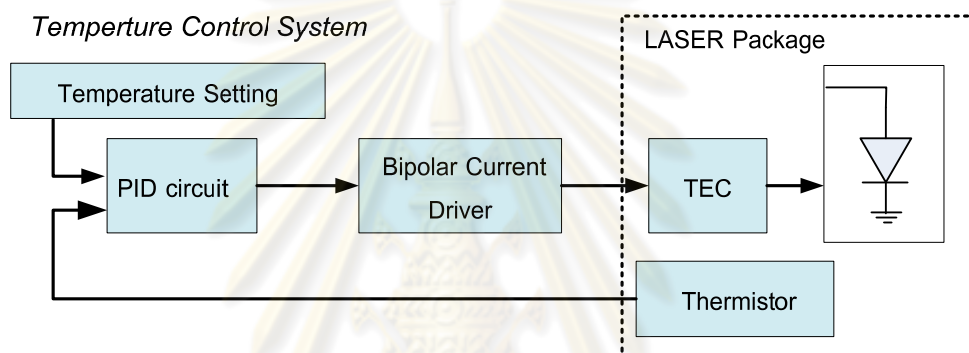 Temperture Control System
LASER Package
Temperature Setting
PID circuit
Bipolar Current
Driver
TEC
Thermistor